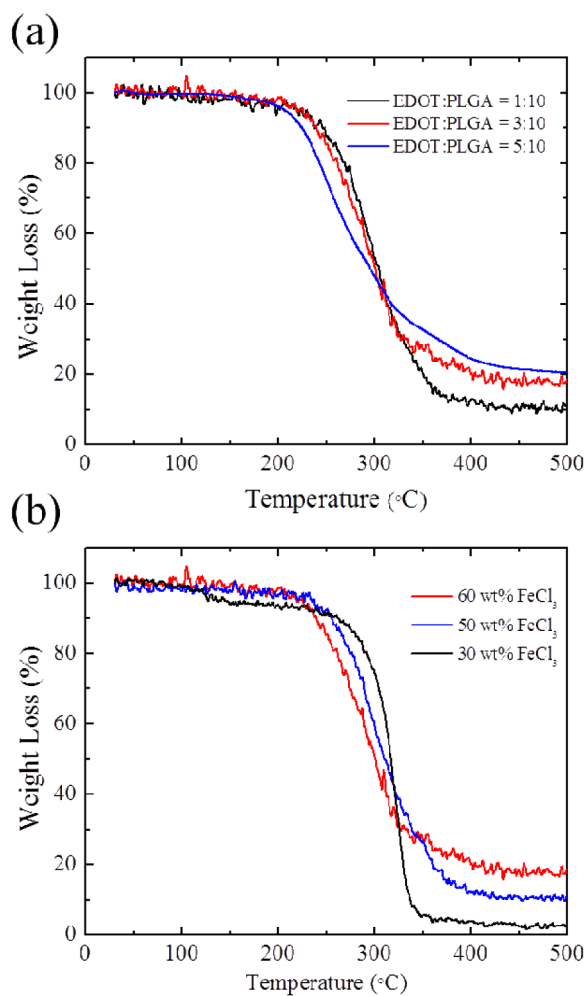 (a)
Weight Loss (%)
100
80
60
40
20
0
EDOT:PLGA = 1:10
EDOT:PLGA = 3:10
EDOT:PLGA = 5:10
0 100 200 300 400 500
Temperature (°C)
(b)
Weight Loss (%)
100
80
60
40
20
0
60 wt% FeCl₃
50 wt% FeCl₃
30 wt% FeCl₃
0 100 200 300 400 500
Temperature (°C)